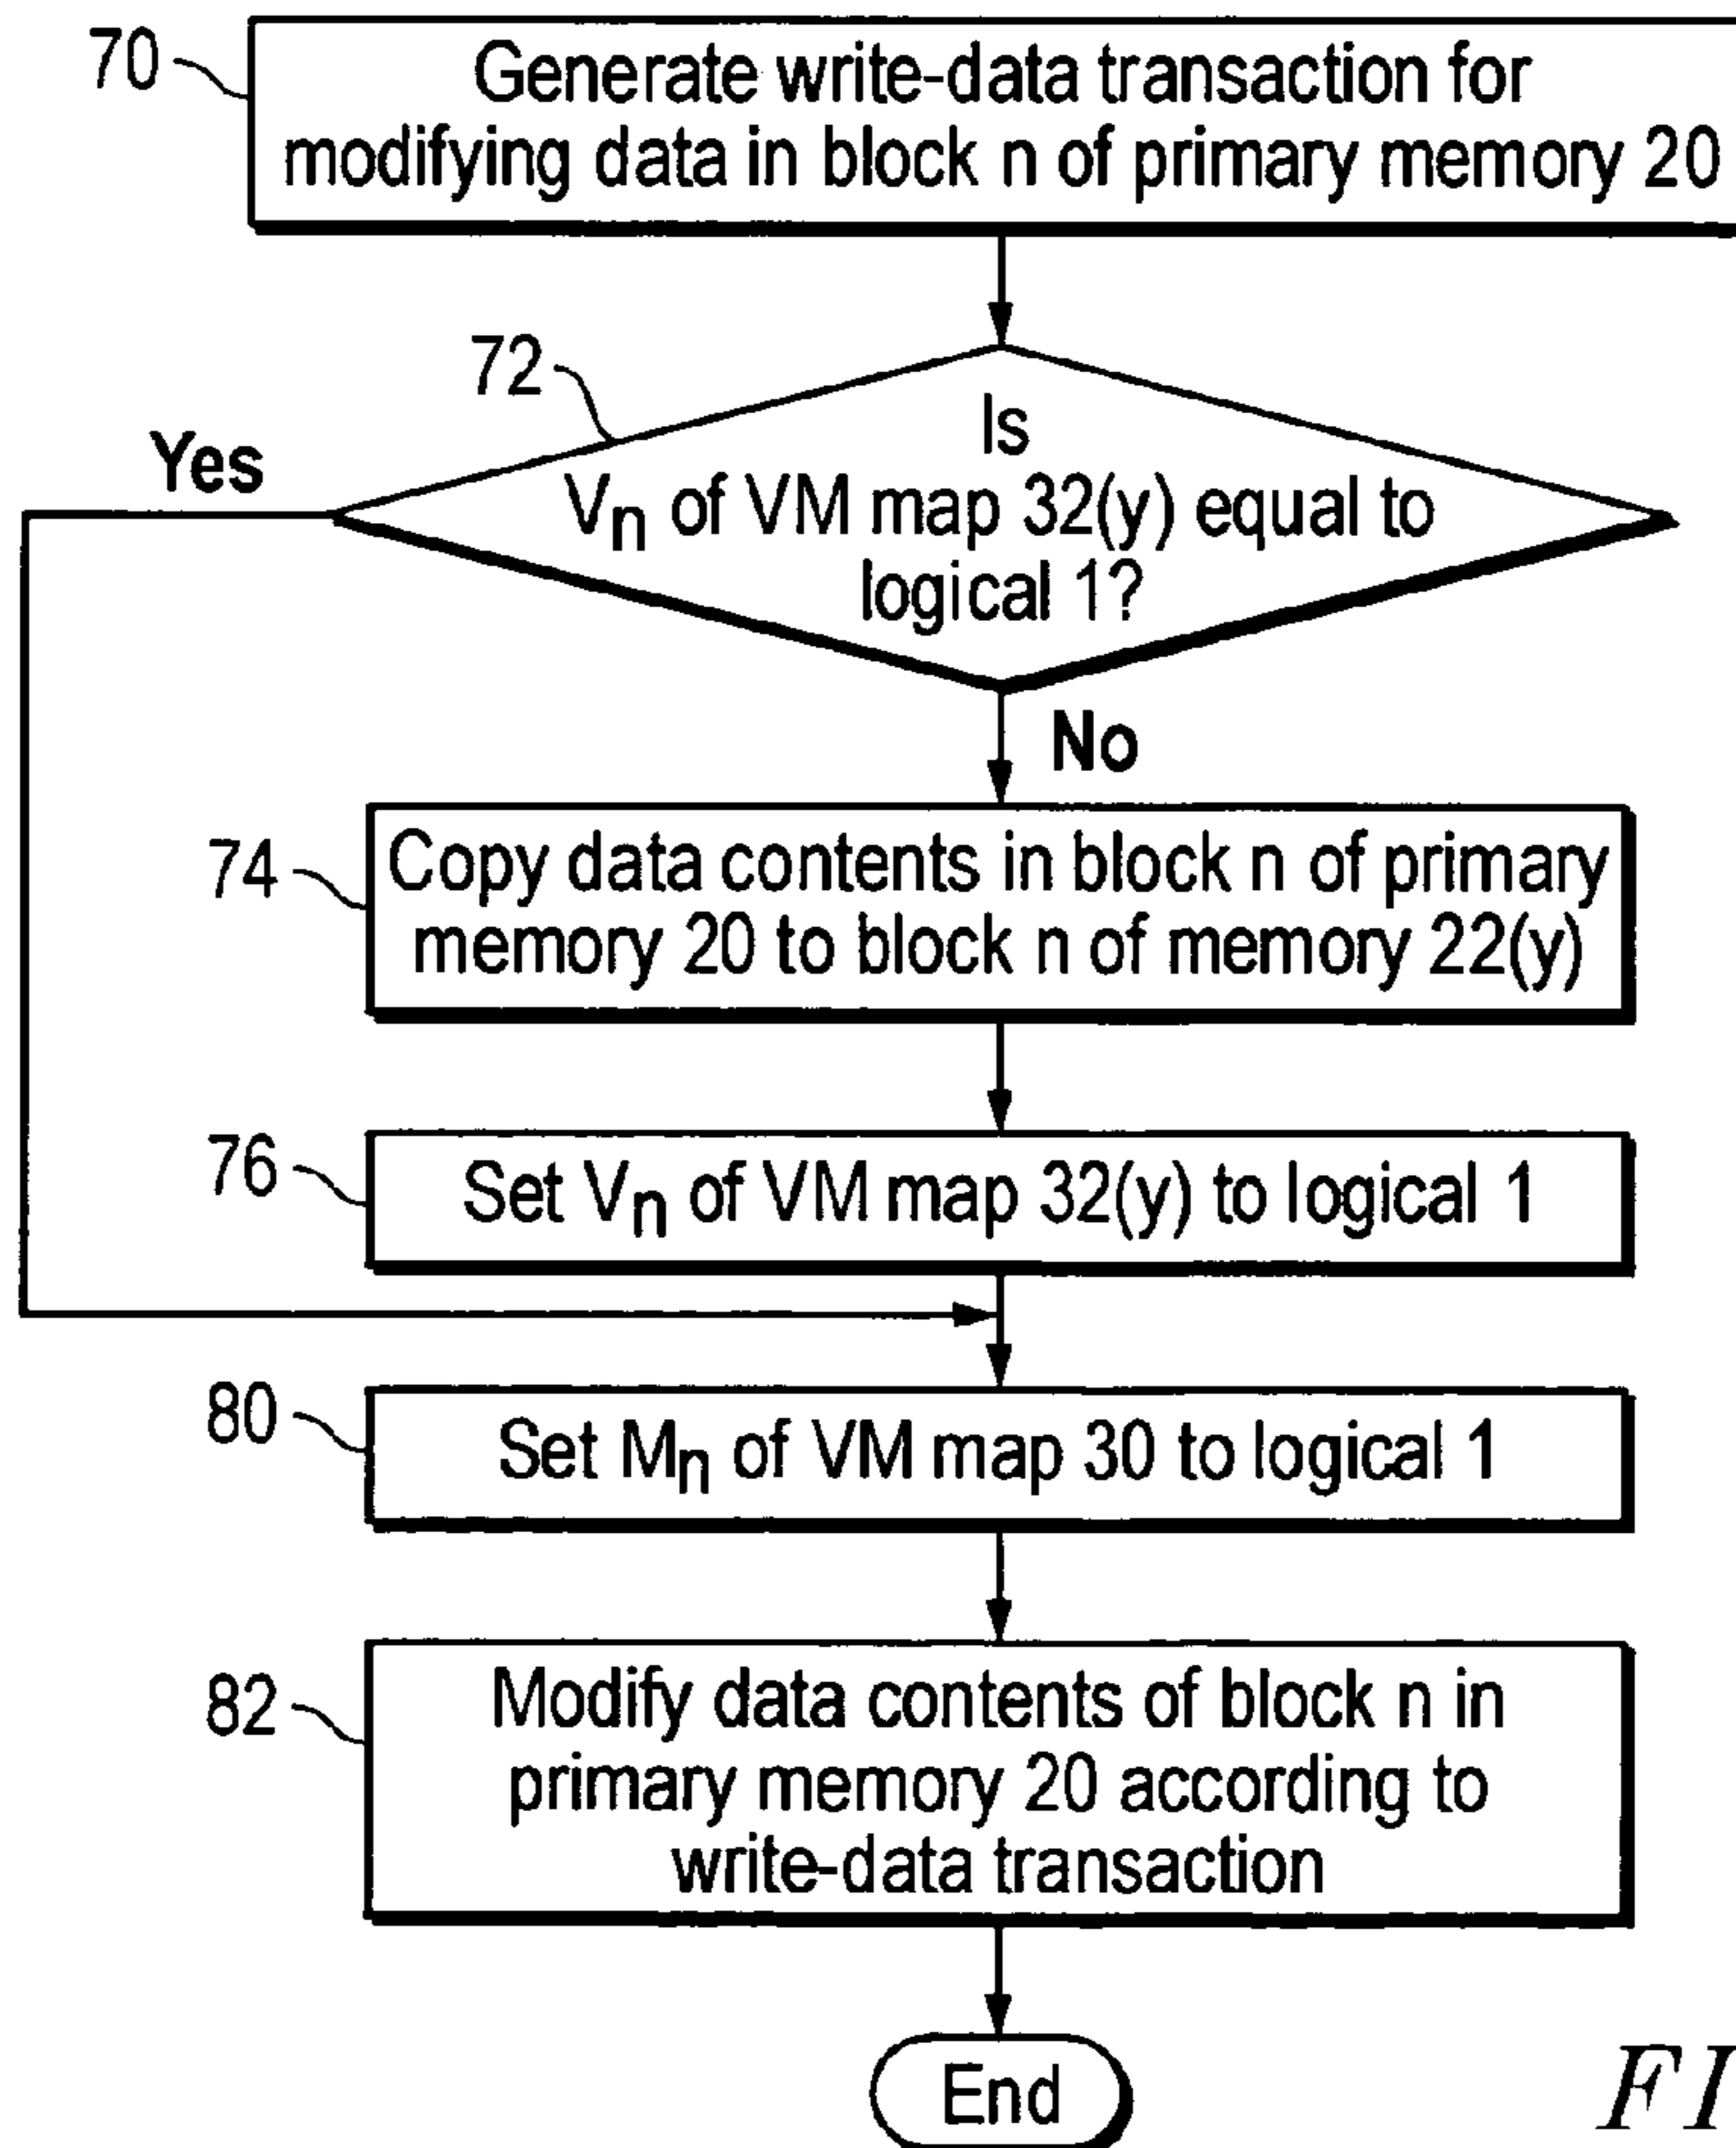 70
Generate write-data transaction for
modifying data in block n of primary memory 20
72
Yes
Is
Vn of VM map 32(y) equal to
logical 1?
No
74
Copy data contents in block n of primary
memory 20 to block n of memory 22(y)
76
Set Vn of VM map 32(y) to logical 1
80
Set Mn of VM map 30 to logical 1
82
Modify data contents of block n in
primary memory 20 according to
write-data transaction
End